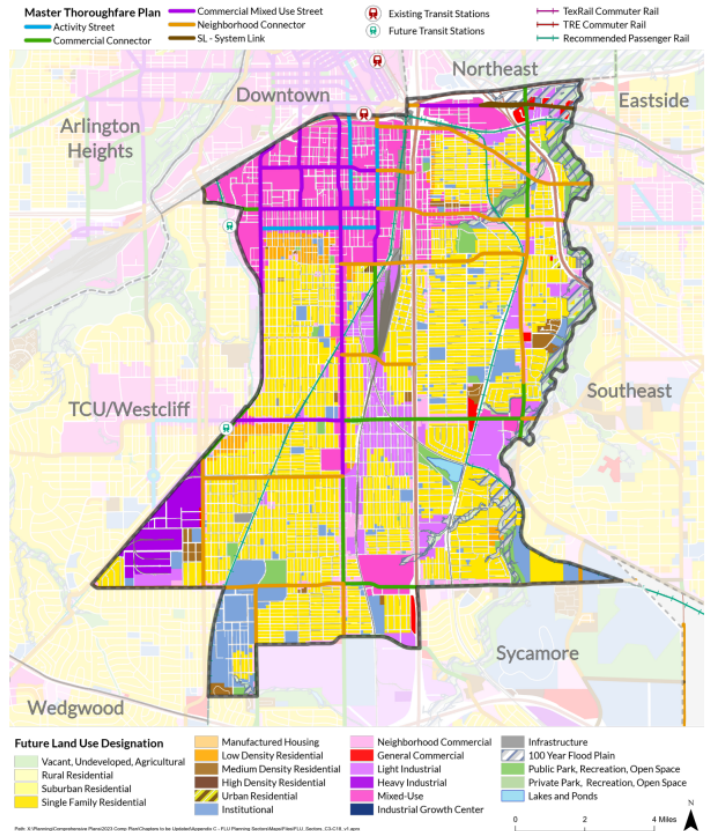 Master Thoroughfare Plan
Activity Street
Commercial Connector
Commercial Mixed Use Street
Neighborhood Connector
SL - System Link
Existing Transit Stations
Future Transit Stations
TexRail Commuter Rail
TRE Commuter Rail
Recommended Passenger Rail
Northeast
Downtown
Eastside
Arlington
Heights
TCU/Westcliff
Southeast
Sycamore
Wedgwood
Future Land Use Designation
Vacant, Undeveloped, Agricultural
Rural Residential
Suburban Residential
Single Family Residential
Manufactured Housing
Low Density Residential
Medium Density Residential
High Density Residential
Urban Residential
Institutional
Neighborhood Commercial
General Commercial
Light Industrial
Heavy Industrial
Mixed-Use
Industrial Growth Center
Infrastructure
100 Year Flood Plain
Public Park, Recreation, Open Space
Private Park, Recreation, Open Space
Lakes and Ponds
0 2 4 Miles
N